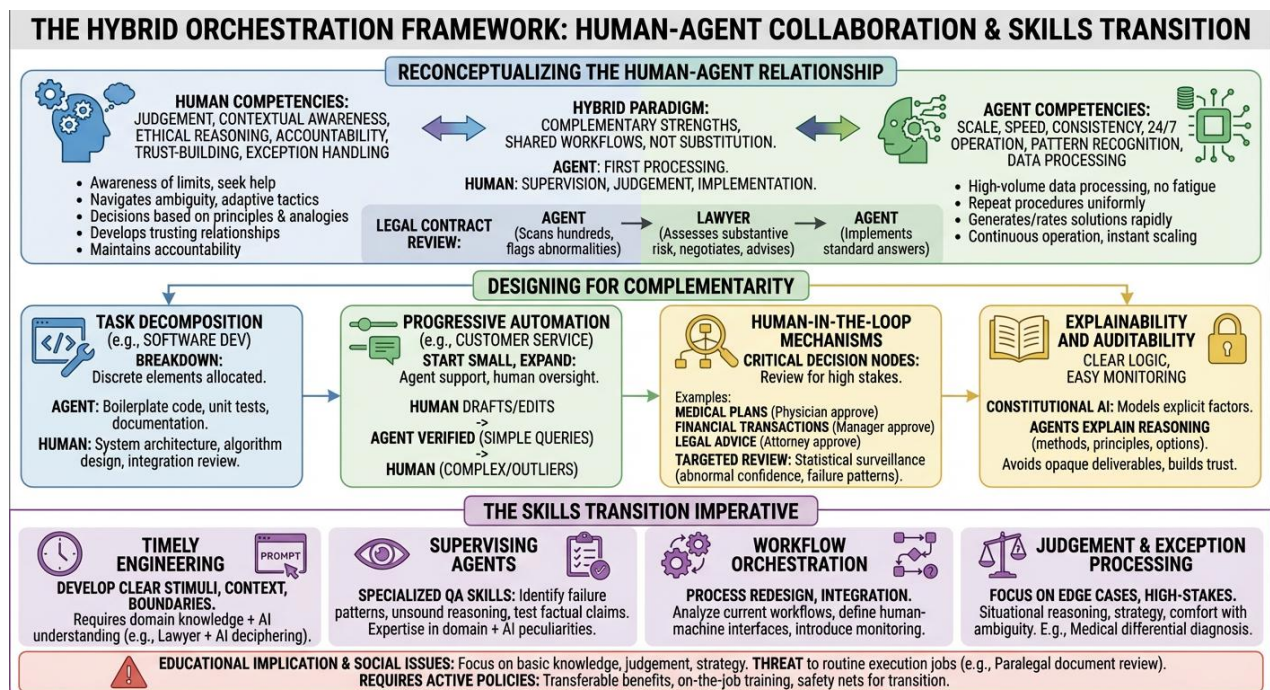 THE HYBRID ORCHESTRATION FRAMEWORK: HUMAN-AGENT COLLABORATION & SKILLS TRANSITION
RECONCEPTUALIZING THE HUMAN-AGENT RELATIONSHIP
HUMAN COMPETENCIES:
JUDGEMENT, CONTEXTUAL AWARENESS,
ETHICAL REASONING, ACCOUNTABILITY,
TRUST-BUILDING, EXCEPTION HANDLING
• Awareness of limits, seek help
• Navigates ambiguity, adaptive tactics
• Decisions based on principles & analogies
• Develops trusting relationships
• Maintains accountability
HYBRID PARADIGM:
COMPLEMENTARY STRENGTHS,
SHARED WORKFLOWS, NOT SUBSTITUTION.
AGENT: FIRST PROCESSING.
HUMAN: SUPERVISION, JUDGEMENT, IMPLEMENTATION.
LEGAL CONTRACT
REVIEW:
AGENT
(Scans hundreds,
flags abnormalities)
LAWYER
(Assesses substantive
risk, negotiates, advises)
AGENT
(Implements
standard answers)
AGENT COMPETENCIES:
SCALE, SPEED, CONSISTENCY, 24/7
OPERATION, PATTERN RECOGNITION,
DATA PROCESSING
• High-volume data processing, no fatigue
• Repeat procedures uniformly
• Generates/rates solutions rapidly
• Continuous operation, instant scaling
DESIGNING FOR COMPLEMENTARITY
</>
TASK DECOMPOSITION
(e.g., SOFTWARE DEV)
BREAKDOWN:
Discrete elements allocated.
AGENT: Boilerplate code, unit tests,
documentation.
HUMAN: System architecture, algorithm
design, integration review.
PROGRESSIVE AUTOMATION
(e.g., CUSTOMER SERVICE)
START SMALL, EXPAND:
Agent support, human oversight.
HUMAN DRAFTS/EDITS
->
AGENT VERIFIED (SIMPLE QUERIES)
->
HUMAN (COMPLEX/OUTLIERS)
HUMAN-IN-THE-LOOP
MECHANISMS
CRITICAL DECISION NODES:
Review for high stakes.
Examples:
MEDICAL PLANS (Physician approve)
FINANCIAL TRANSACTIONS (Manager approve)
LEGAL ADVICE (Attorney approve)
TARGETED REVIEW: Statistical surveillance
(abnormal confidence, failure patterns).
EXPLAINABILITY
AND AUDITABILITY
CLEAR LOGIC,
EASY MONITORING
CONSTITUTIONAL AI: Models explicit factors.
AGENTS EXPLAIN REASONING
(methods, principles, options).
Avoids opaque deliverables, builds trust.
THE SKILLS TRANSITION IMPERATIVE
TIMELY
ENGINEERING
PROMPT
DEVELOP CLEAR STIMULI, CONTEXT,
BOUNDARIES.
Requires domain knowledge + AI
understanding (e.g., Lawyer + AI deciphering).
SUPERVISING
AGENTS
SPECIALIZED QA SKILLS: Identify failure
patterns, unsound reasoning, test factual claims.
Expertise in domain + AI peculiarities.
WORKFLOW
ORCHESTRATION
?
PROCESS REDESIGN, INTEGRATION.
Analyze current workflows, define human-
machine interfaces, introduce monitoring.
JUDGEMENT & EXCEPTION
PROCESSING
?
FOCUS ON EDGE CASES, HIGH-STAKES.
Situational reasoning, strategy, comfort with
ambiguity. E.g., Medical differential diagnosis.
EDUCATIONAL IMPLICATION & SOCIAL ISSUES: Focus on basic knowledge, judgement, strategy. THREAT to routine execution jobs (e.g., Paralegal document review).
REQUIRES ACTIVE POLICIES: Transferable benefits, on-the-job training, safety nets for transition.